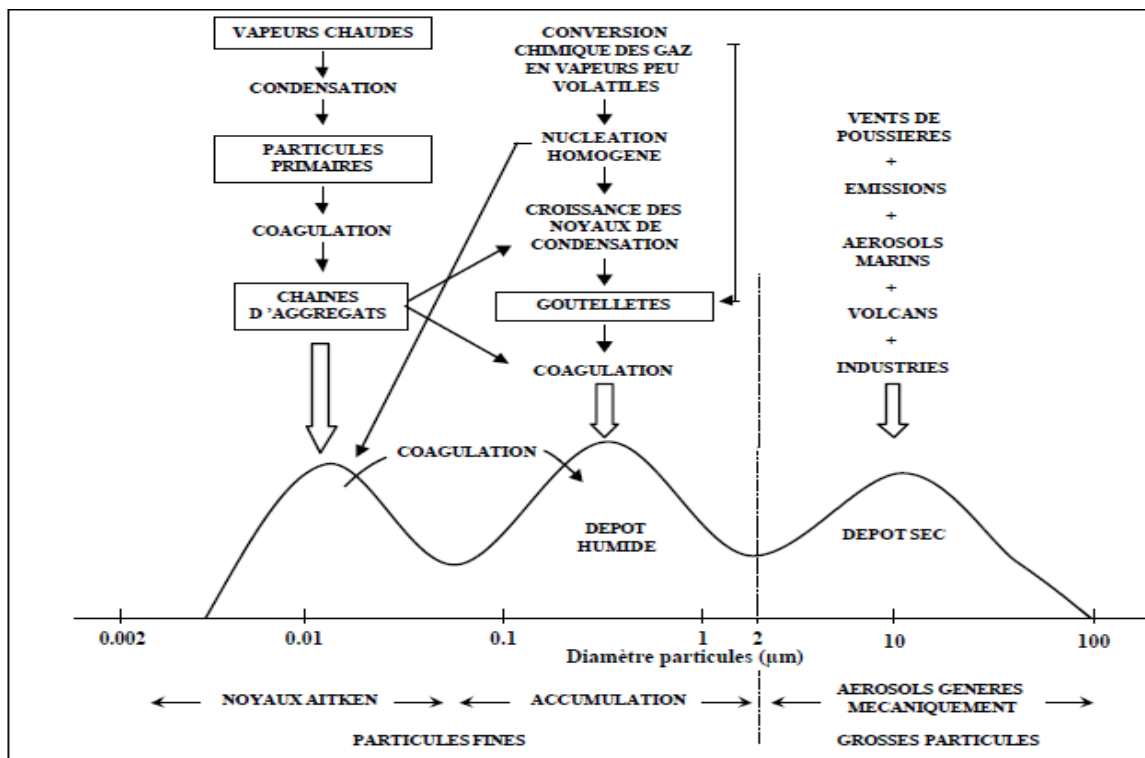 VAPEURS CHAUDES
CONDENSATION
PARTICULES
PRIMAIRES
COAGULATION
CHAINES
D 'AGGREGATS
CONVERSION
CHIMIQUE DES GAZ
EN VAPEURS PEU
VOLATILES
NUCLEATION
HOMOGENE
CROISSANCE DES
NOYAUX DE
CONDENSATION
GOUTELLETES
COAGULATION
VENTS DE
POUSSIERES
+
EMISSIONS
+
AEROSOLS
MARINS
+
VOLCANS
+
INDUSTRIES
COAGULATION
DEPOT
HUMIDE
DEPOT SEC
0.002 0.01 0.1 1 2 10 100
Diamètre particules (µm)
NOYAUX AITKEN
ACCUMULATION
AEROSOLS GENERES
MECANIQUEMENT
PARTICULES FINES
GROSSES PARTICULES